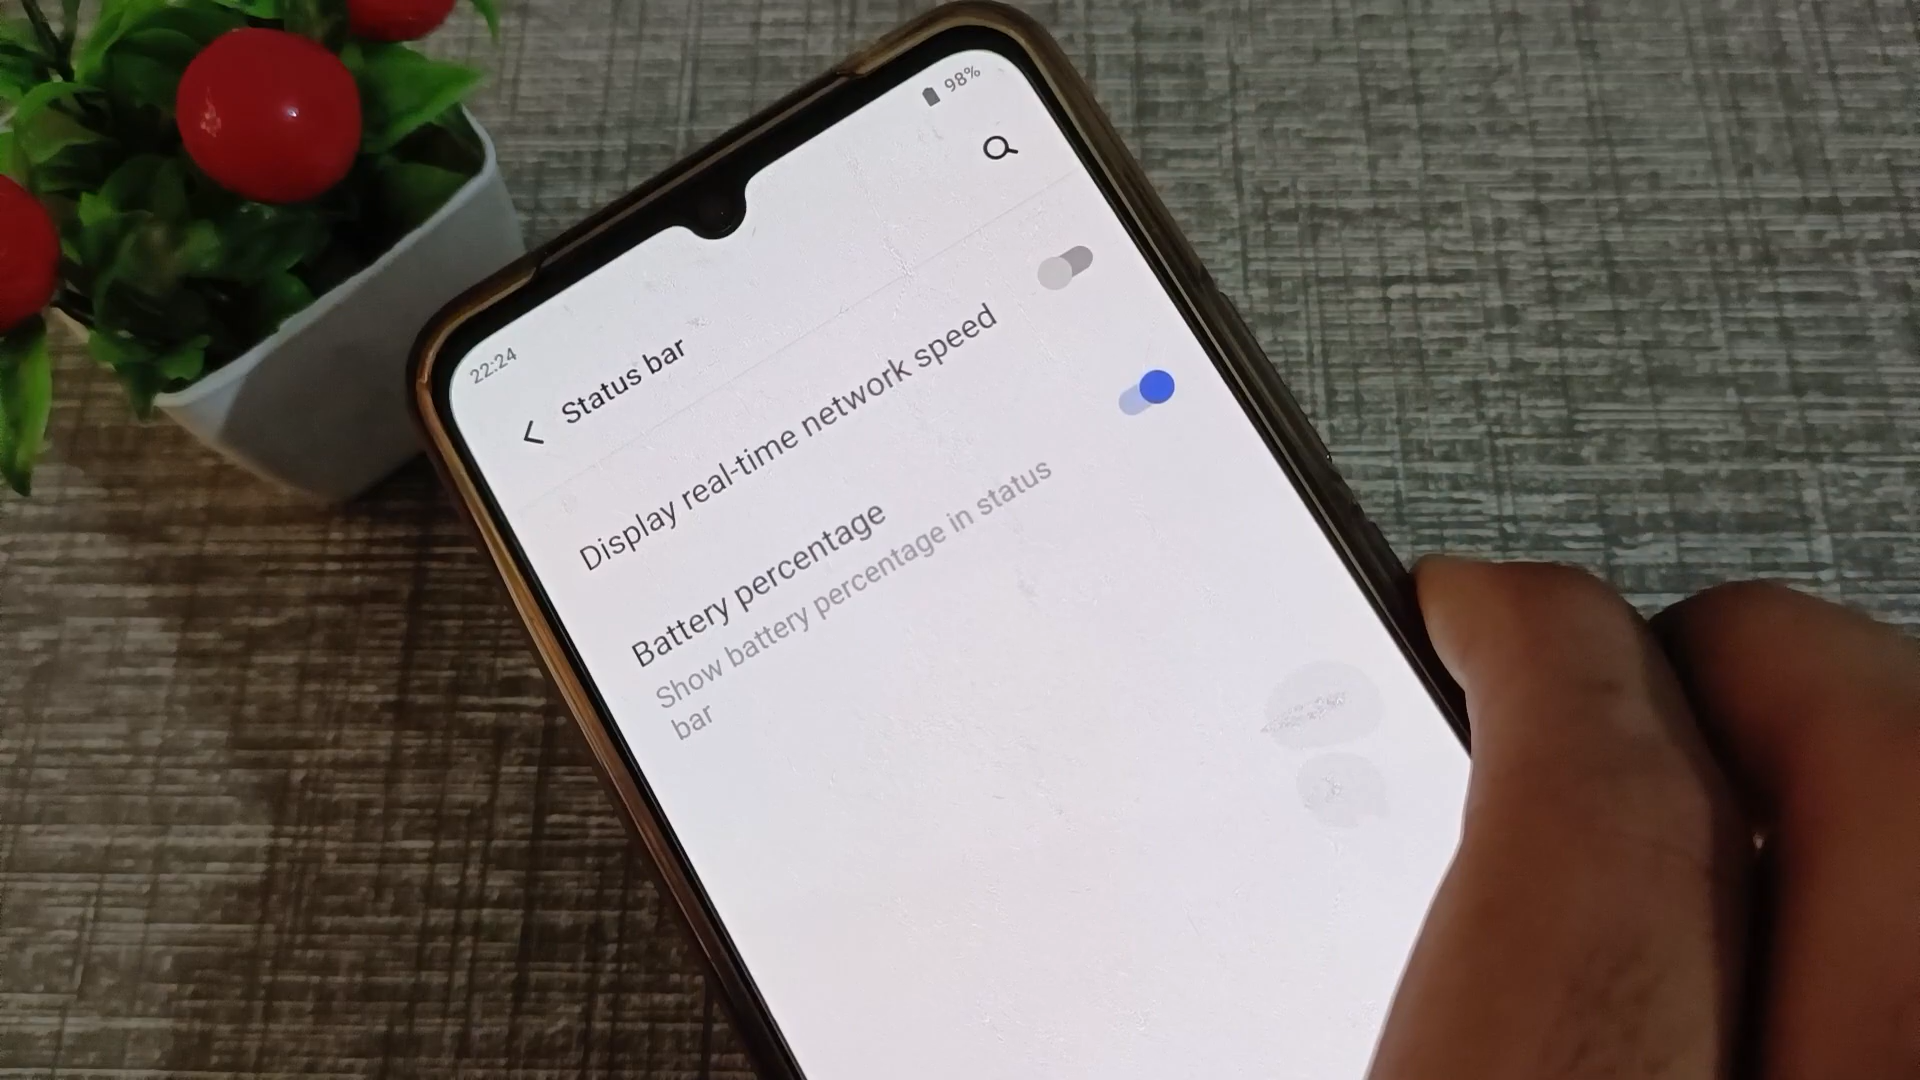 22:24
98%
Status bar
Display real-time network speed
Battery percentage
Show battery percentage in status
bar